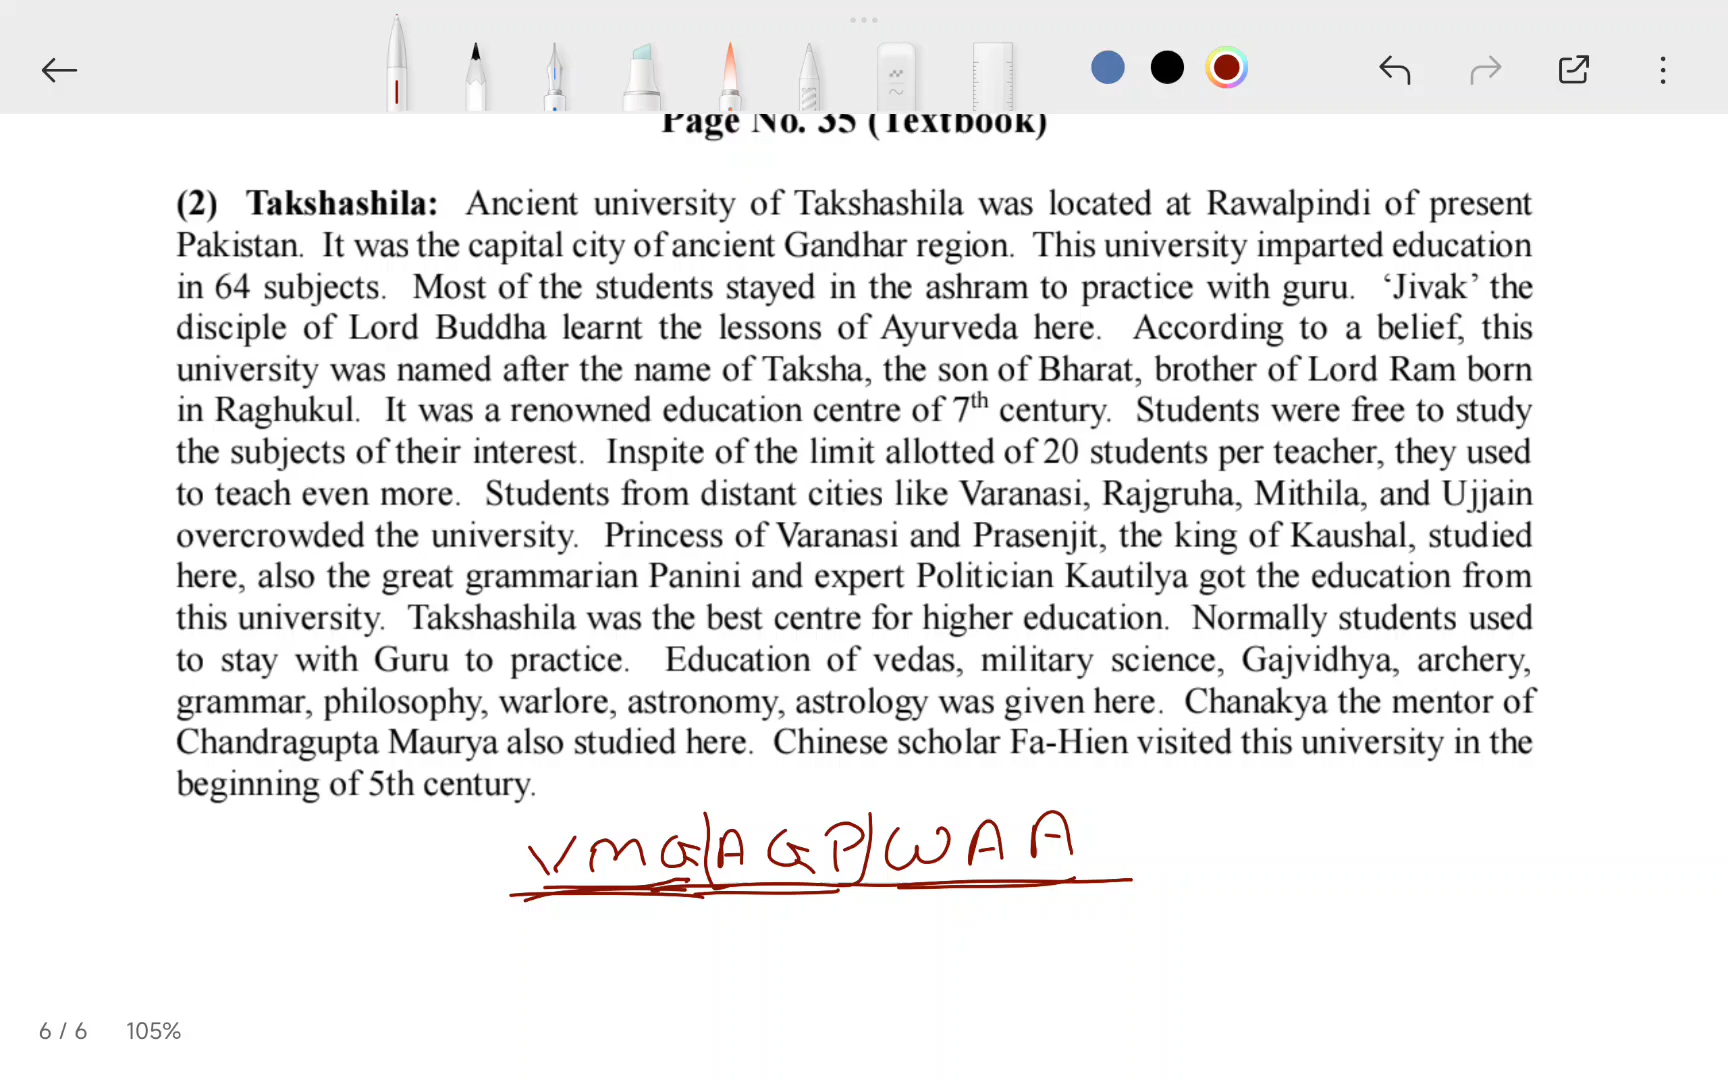 Page No. 35 (Textbook)
(2) Takshashila: Ancient university of Takshashila was located at Rawalpindi of present
Pakistan. It was the capital city of ancient Gandhar region. This university imparted education
in 64 subjects. Most of the students stayed in the ashram to practice with guru. ‘Jivak’ the
disciple of Lord Buddha learnt the lessons of Ayurveda here. According to a belief, this
university was named after the name of Taksha, the son of Bharat, brother of Lord Ram born
in Raghukul. It was a renowned education centre of 7th century. Students were free to study
the subjects of their interest. Inspite of the limit allotted of 20 students per teacher, they used
to teach even more. Students from distant cities like Varanasi, Rajgruha, Mithila, and Ujjain
overcrowded the university. Princess of Varanasi and Prasenjit, the king of Kaushal, studied
here, also the great grammarian Panini and expert Politician Kautilya got the education from
this university. Takshashila was the best centre for higher education. Normally students used
to stay with Guru to practice. Education of vedas, military science, Gajvidhya, archery,
grammar, philosophy, warlore, astronomy, astrology was given here. Chanakya the mentor of
Chandragupta Maurya also studied here. Chinese scholar Fa-Hien visited this university in the
beginning of 5th century.
VMG|AGP|WAA
6 / 6 105%